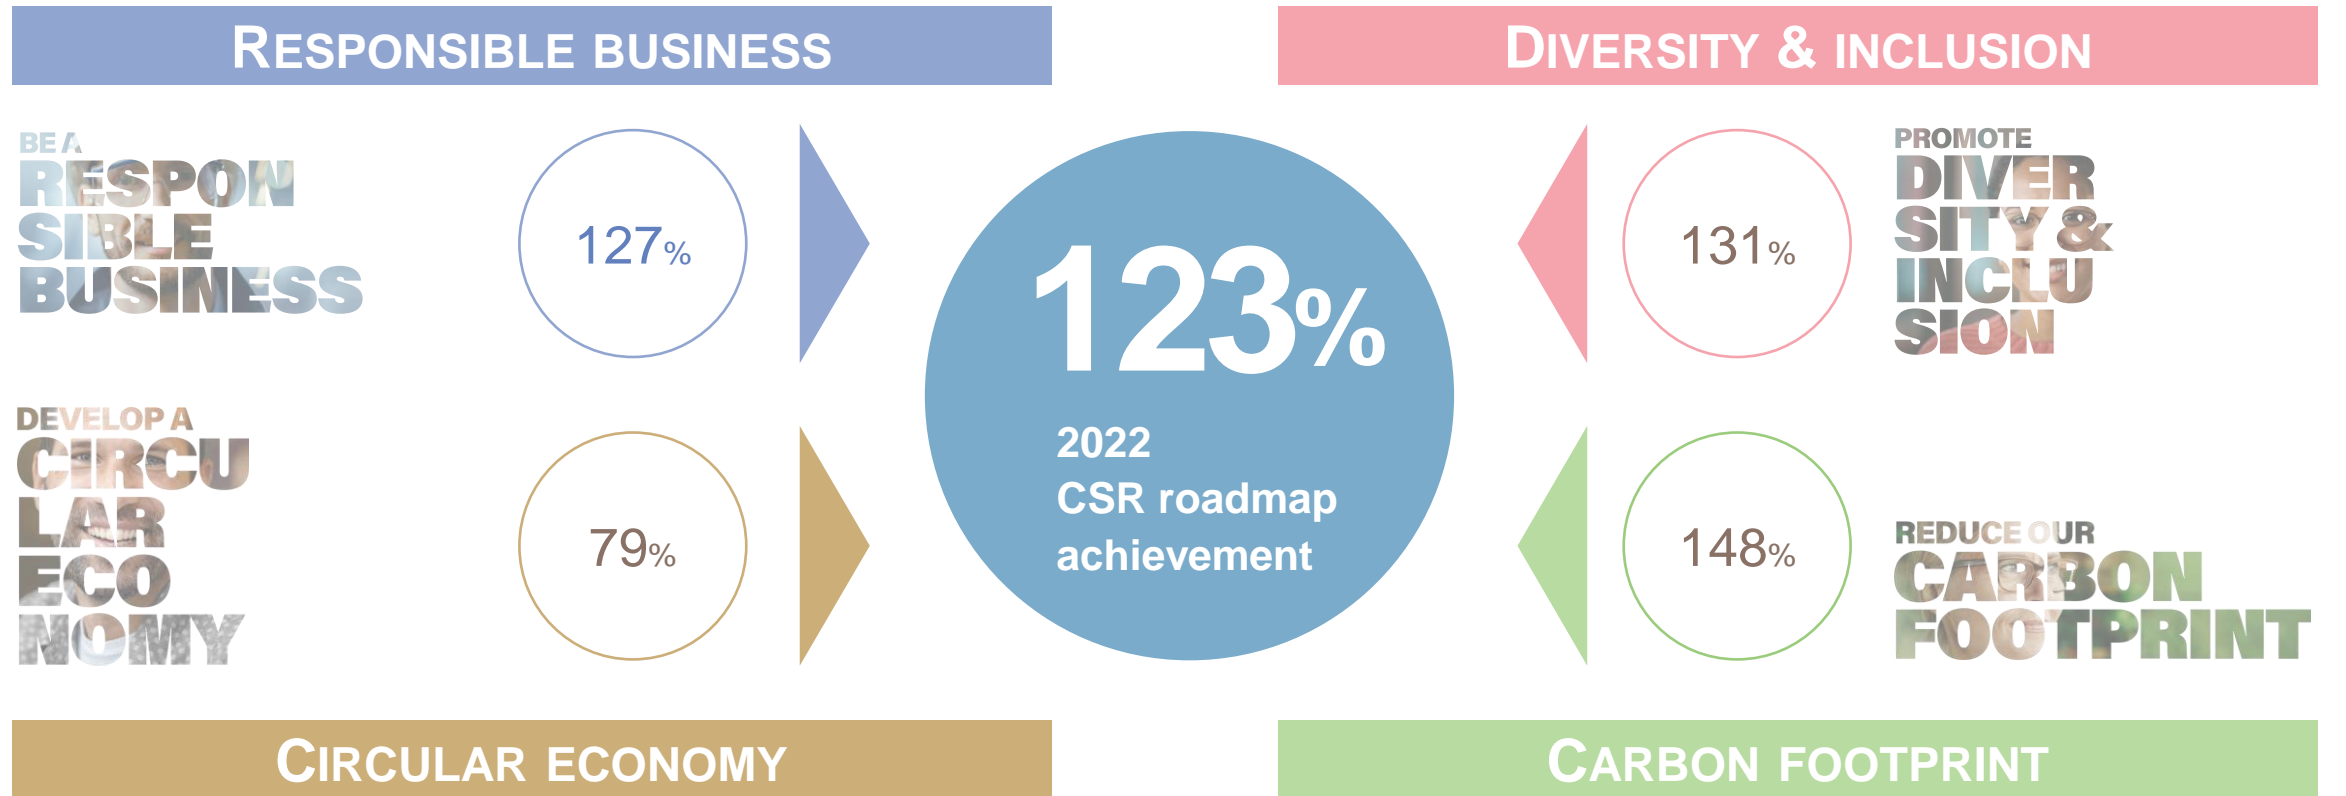 RESPONSIBLE BUSINESS
DIVERSITY & INCLUSION
BE A
RESPON
SIBLE
BUSINESS
127%
123%
2022
CSR roadmap
achievement
131%
PROMOTE
DIVER
SITY &
INCLU
SION
DEVELOP A
CIRCU
LAR
ECO
NOMY
79%
148%
REDUCE OUR
CARBON
FOOTPRINT
CIRCULAR ECONOMY
CARBON FOOTPRINT